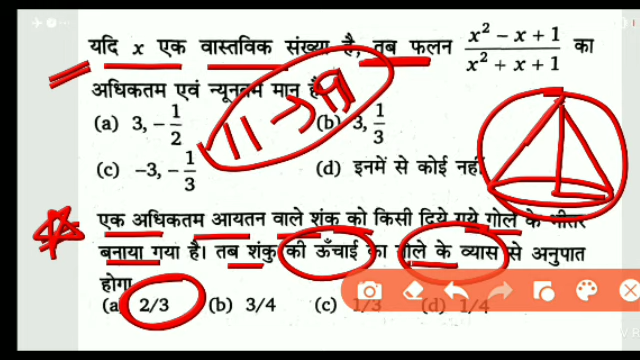 यदि x एक वास्तविक संख्या है, तब फलन (x² − x + 1)/(x² + x + 1) का
अधिकतम एवं न्यूनतम मान है
(a) 3, −1/2 (b) 3, 1/3
(c) −3, −1/3 (d) इनमें से कोई नहीं
एक अधिकतम आयतन वाले शंकु को किसी दिये गये गोले के भीतर
बनाया गया है। तब शंकु की ऊँचाई का गोले के व्यास से अनुपात
होगा
(a) 2/3 (b) 3/4 (c) 1/3 (d) 1/4